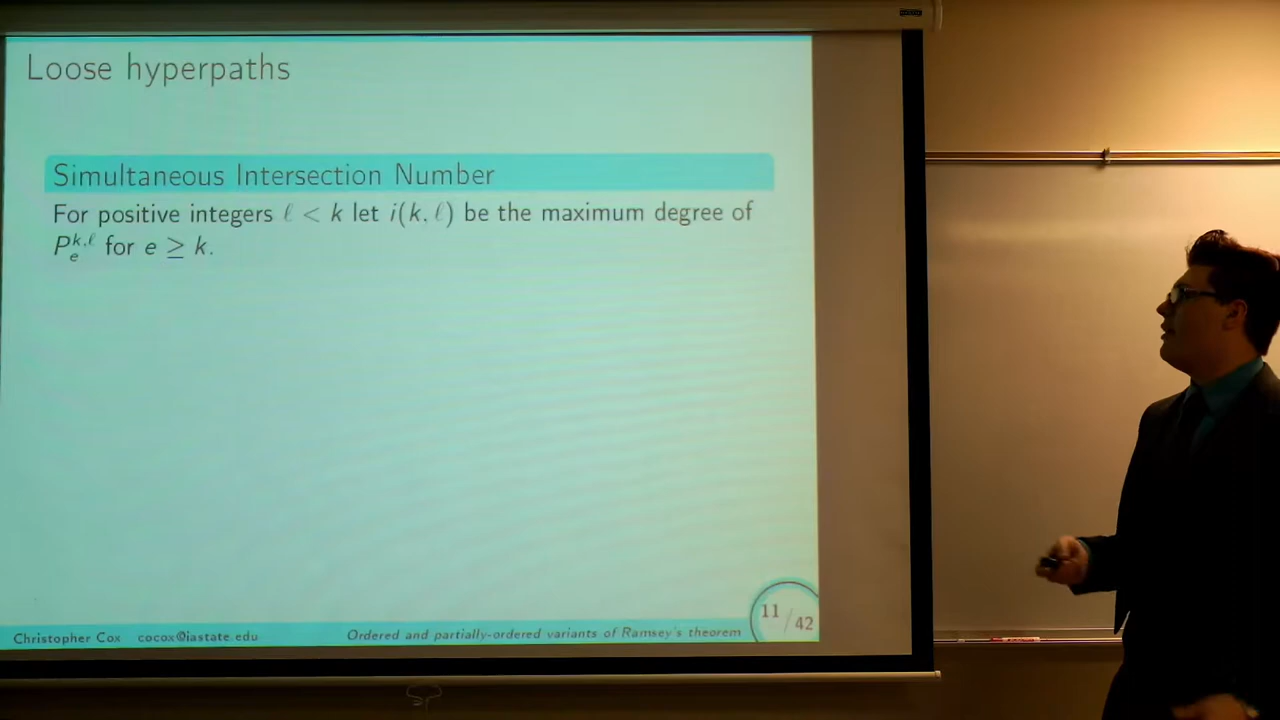 Loose hyperpaths
Simultaneous Intersection Number
For positive integers ℓ < k let i(k, ℓ) be the maximum degree of
P_e^{k,ℓ} for e ≥ k.
11/42
Christopher Cox cocox@iastate.edu Ordered and partially-ordered variants of Ramsey's theorem